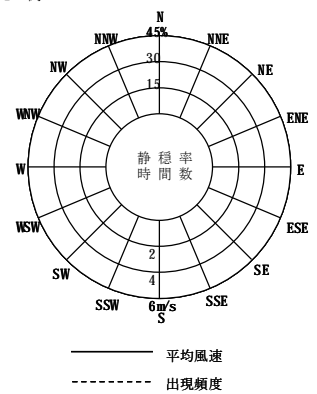 N
NNW 45% NNE
NW 30 NE
15
WNW ENE
静穏率
W 時間数 E
WSW ESE
2
SW 4 SE
SSW 6m/s SSE
S
平均風速
出現頻度